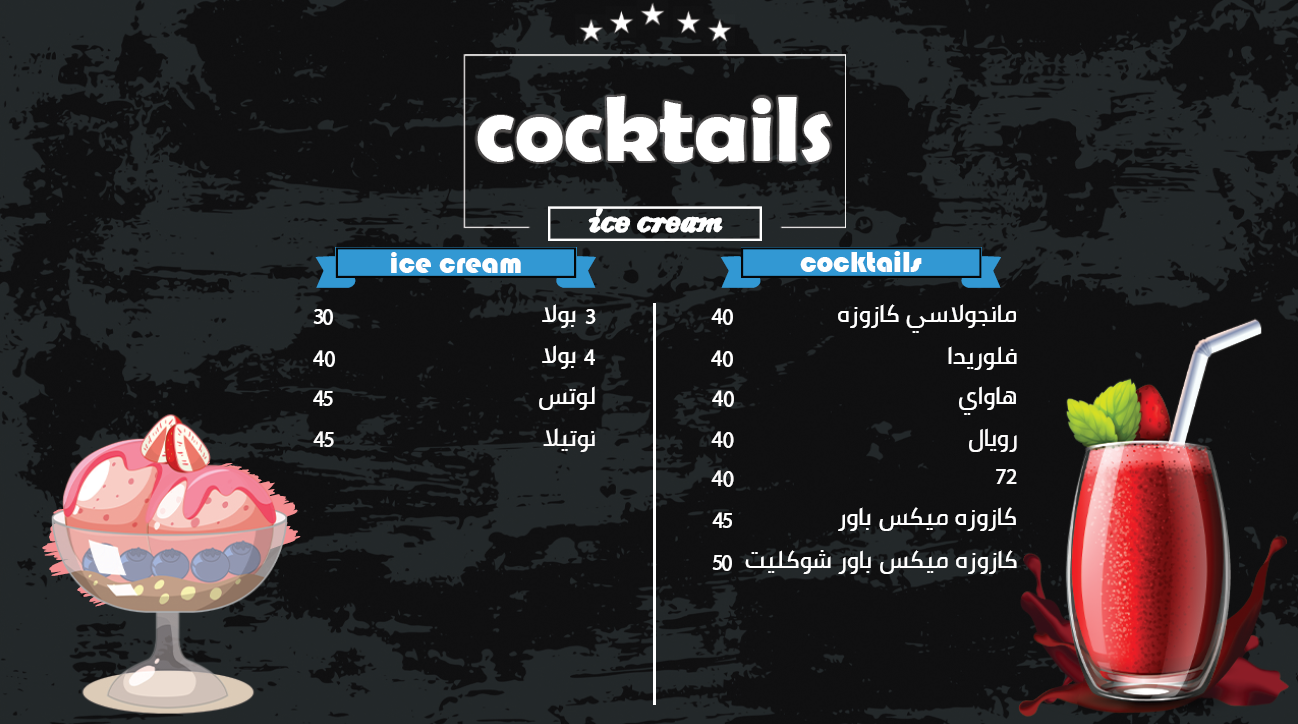 cocktails
ice cream
ice cream
3 بولا 30
4 بولا 40
لوتس 45
نوتيلا 45
cocktails
مانجولاسي كازوزه 40
فلوريدا 40
هاواي 40
رويال 40
72 40
كازوزه ميكس باور 45
كازوزه ميكس باور شوكليت 50